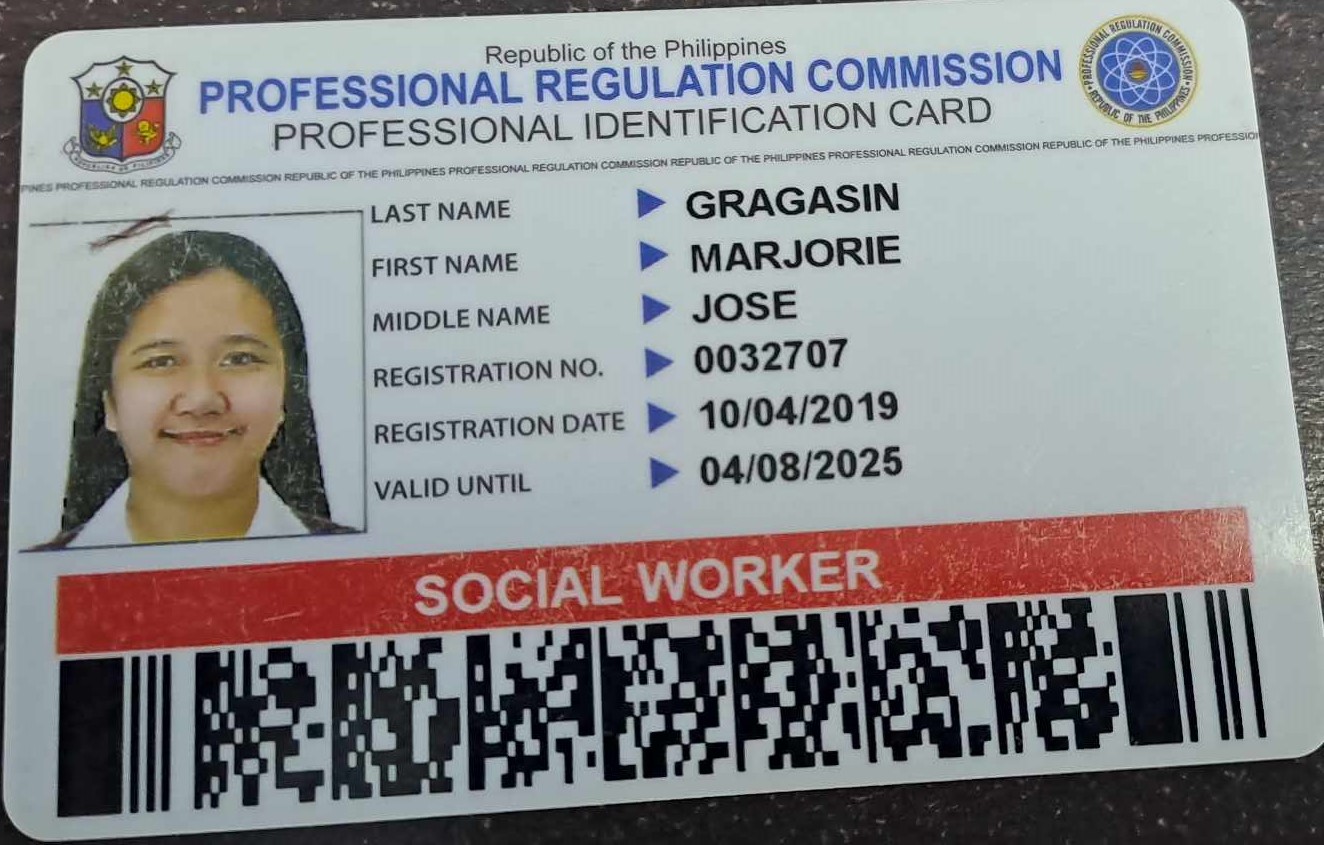 Republic of the Philippines
PROFESSIONAL REGULATION COMMISSION
PROFESSIONAL IDENTIFICATION CARD
PROFESSIONAL REGULATION COMMISSION
REPUBLIC OF THE PHILIPPINES
PINES PROFESSIONAL REGULATION COMMISSION REPUBLIC OF THE PHILIPPINES PROFESSIONAL REGULATION COMMISSION REPUBLIC OF THE PHILIPPINES PROFESSIONAL REGULATION COMMISSION REPUBLIC OF THE PHILIPPINES PROFESSIO
LAST NAME GRAGASIN
FIRST NAME MARJORIE
MIDDLE NAME JOSE
REGISTRATION NO. 0032707
REGISTRATION DATE 10/04/2019
VALID UNTIL 04/08/2025
SOCIAL WORKER